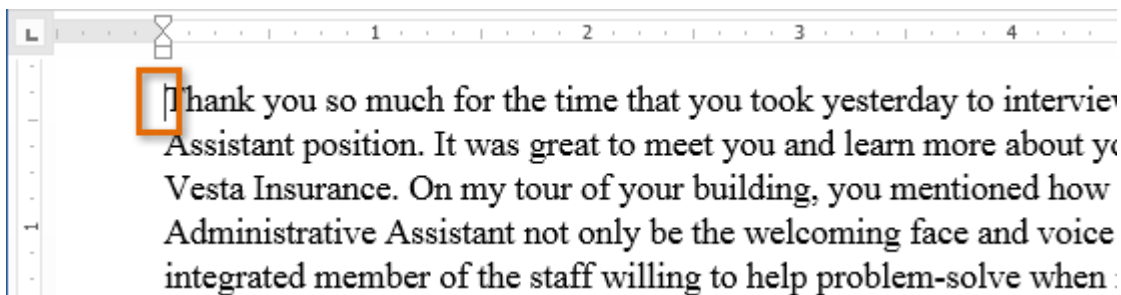 L 1 2 3 4
Thank you so much for the time that you took yesterday to
Assistant position. It was great to meet you and learn more about
Vesta Insurance. On my tour of your building, you mentioned how
1 Administrative Assistant not only be the welcoming face and voice
integrated member of the staff willing to help problem-solve when